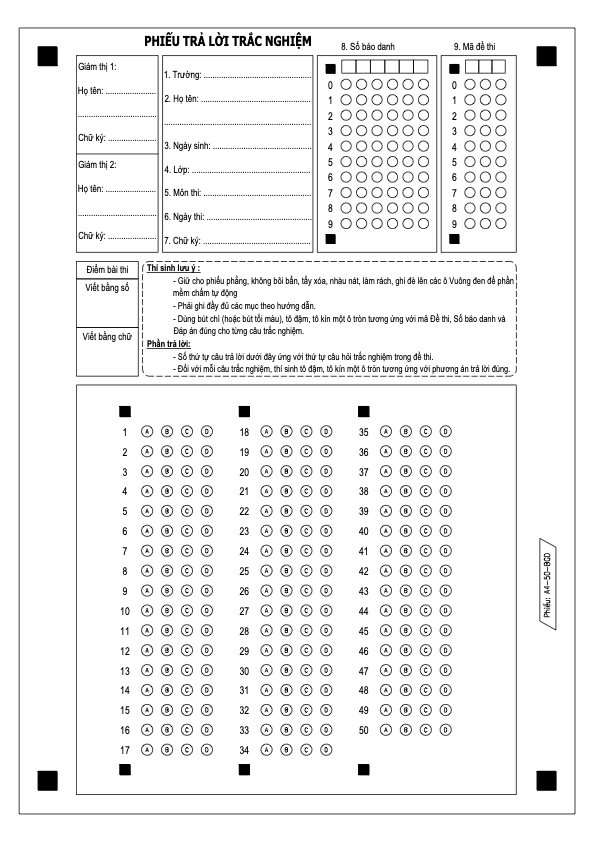 PHIẾU TRẢ LỜI TRẮC NGHIỆM
8. Số báo danh
9. Mã đề thi
Giám thị 1:
Họ tên: .....................
.................................
Chữ ký: .....................
Giám thị 2:
Họ tên: .....................
.................................
Chữ ký: .....................
1. Trường: ..............................................
2. Họ tên: ..............................................
..............................................................
3. Ngày sinh: .........................................
4. Lớp: ...................................................
5. Môn thi: .............................................
6. Ngày thi: ...........................................
7. Chữ ký: .............................................
0 0
1 1
2 2
3 3
4 4
5 5
6 6
7 7
8 8
9 9
Điểm bài thi
Viết bằng số
Viết bằng chữ
Thí sinh lưu ý :
- Giữ cho phiếu phẳng, không bôi bẩn, tẩy xóa, nhàu nát, làm rách, ghi đè lên các ô Vuông đen để phần
mềm chấm tự động
- Phải ghi đầy đủ các mục theo hướng dẫn.
- Dùng bút chì (hoặc bút tối màu), tô đậm, tô kín một ô tròn tương ứng với mã Đề thi, Số báo danh và
Đáp án đúng cho từng câu trắc nghiệm.
Phần trả lời:
- Số thứ tự câu trả lời dưới đây ứng với thứ tự câu hỏi trắc nghiệm trong đề thi.
- Đối với mỗi câu trắc nghiệm, thí sinh tô đậm, tô kín một ô tròn tương ứng với phương án trả lời đúng.
1 A B C D 18 A B C D 35 A B C D
2 A B C D 19 A B C D 36 A B C D
3 A B C D 20 A B C D 37 A B C D
4 A B C D 21 A B C D 38 A B C D
5 A B C D 22 A B C D 39 A B C D
6 A B C D 23 A B C D 40 A B C D
7 A B C D 24 A B C D 41 A B C D
8 A B C D 25 A B C D 42 A B C D
9 A B C D 26 A B C D 43 A B C D
10 A B C D 27 A B C D 44 A B C D
11 A B C D 28 A B C D 45 A B C D
12 A B C D 29 A B C D 46 A B C D
13 A B C D 30 A B C D 47 A B C D
14 A B C D 31 A B C D 48 A B C D
15 A B C D 32 A B C D 49 A B C D
16 A B C D 33 A B C D 50 A B C D
17 A B C D 34 A B C D
Phiếu: A4-50-BGD